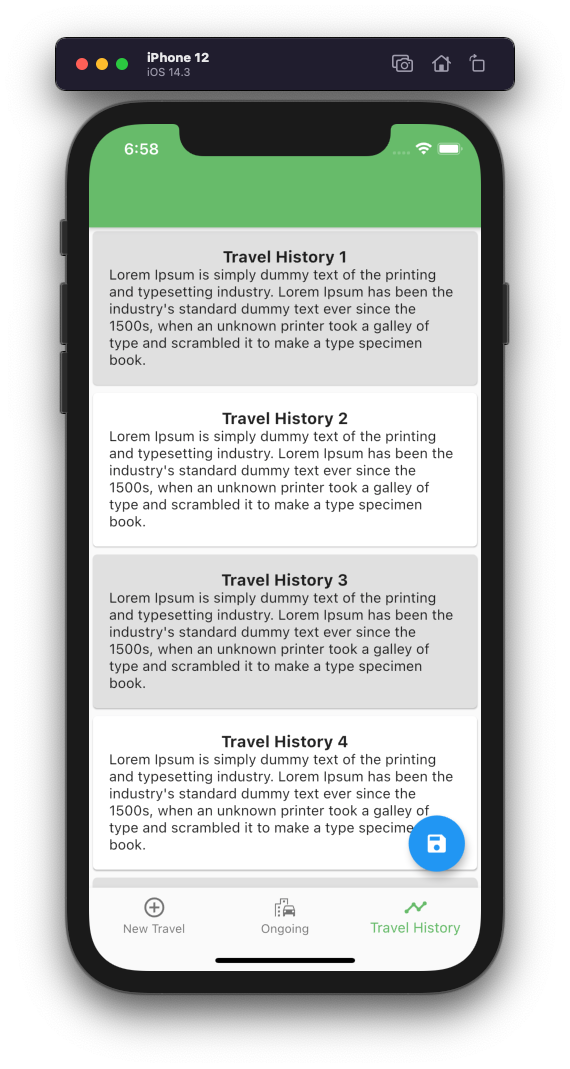 iPhone 12
iOS 14.3
6:58
Travel History 1
Lorem Ipsum is simply dummy text of the printing
and typesetting industry. Lorem Ipsum has been the
industry's standard dummy text ever since the
1500s, when an unknown printer took a galley of
type and scrambled it to make a type specimen
book.
Travel History 2
Lorem Ipsum is simply dummy text of the printing
and typesetting industry. Lorem Ipsum has been the
industry's standard dummy text ever since the
1500s, when an unknown printer took a galley of
type and scrambled it to make a type specimen
book.
Travel History 3
Lorem Ipsum is simply dummy text of the printing
and typesetting industry. Lorem Ipsum has been the
industry's standard dummy text ever since the
1500s, when an unknown printer took a galley of
type and scrambled it to make a type specimen
book.
Travel History 4
Lorem Ipsum is simply dummy text of the printing
and typesetting industry. Lorem Ipsum has been the
industry's standard dummy text ever since the
1500s, when an unknown printer took a galley of
type and scrambled it to make a type specime
book.
New Travel
Ongoing
Travel History